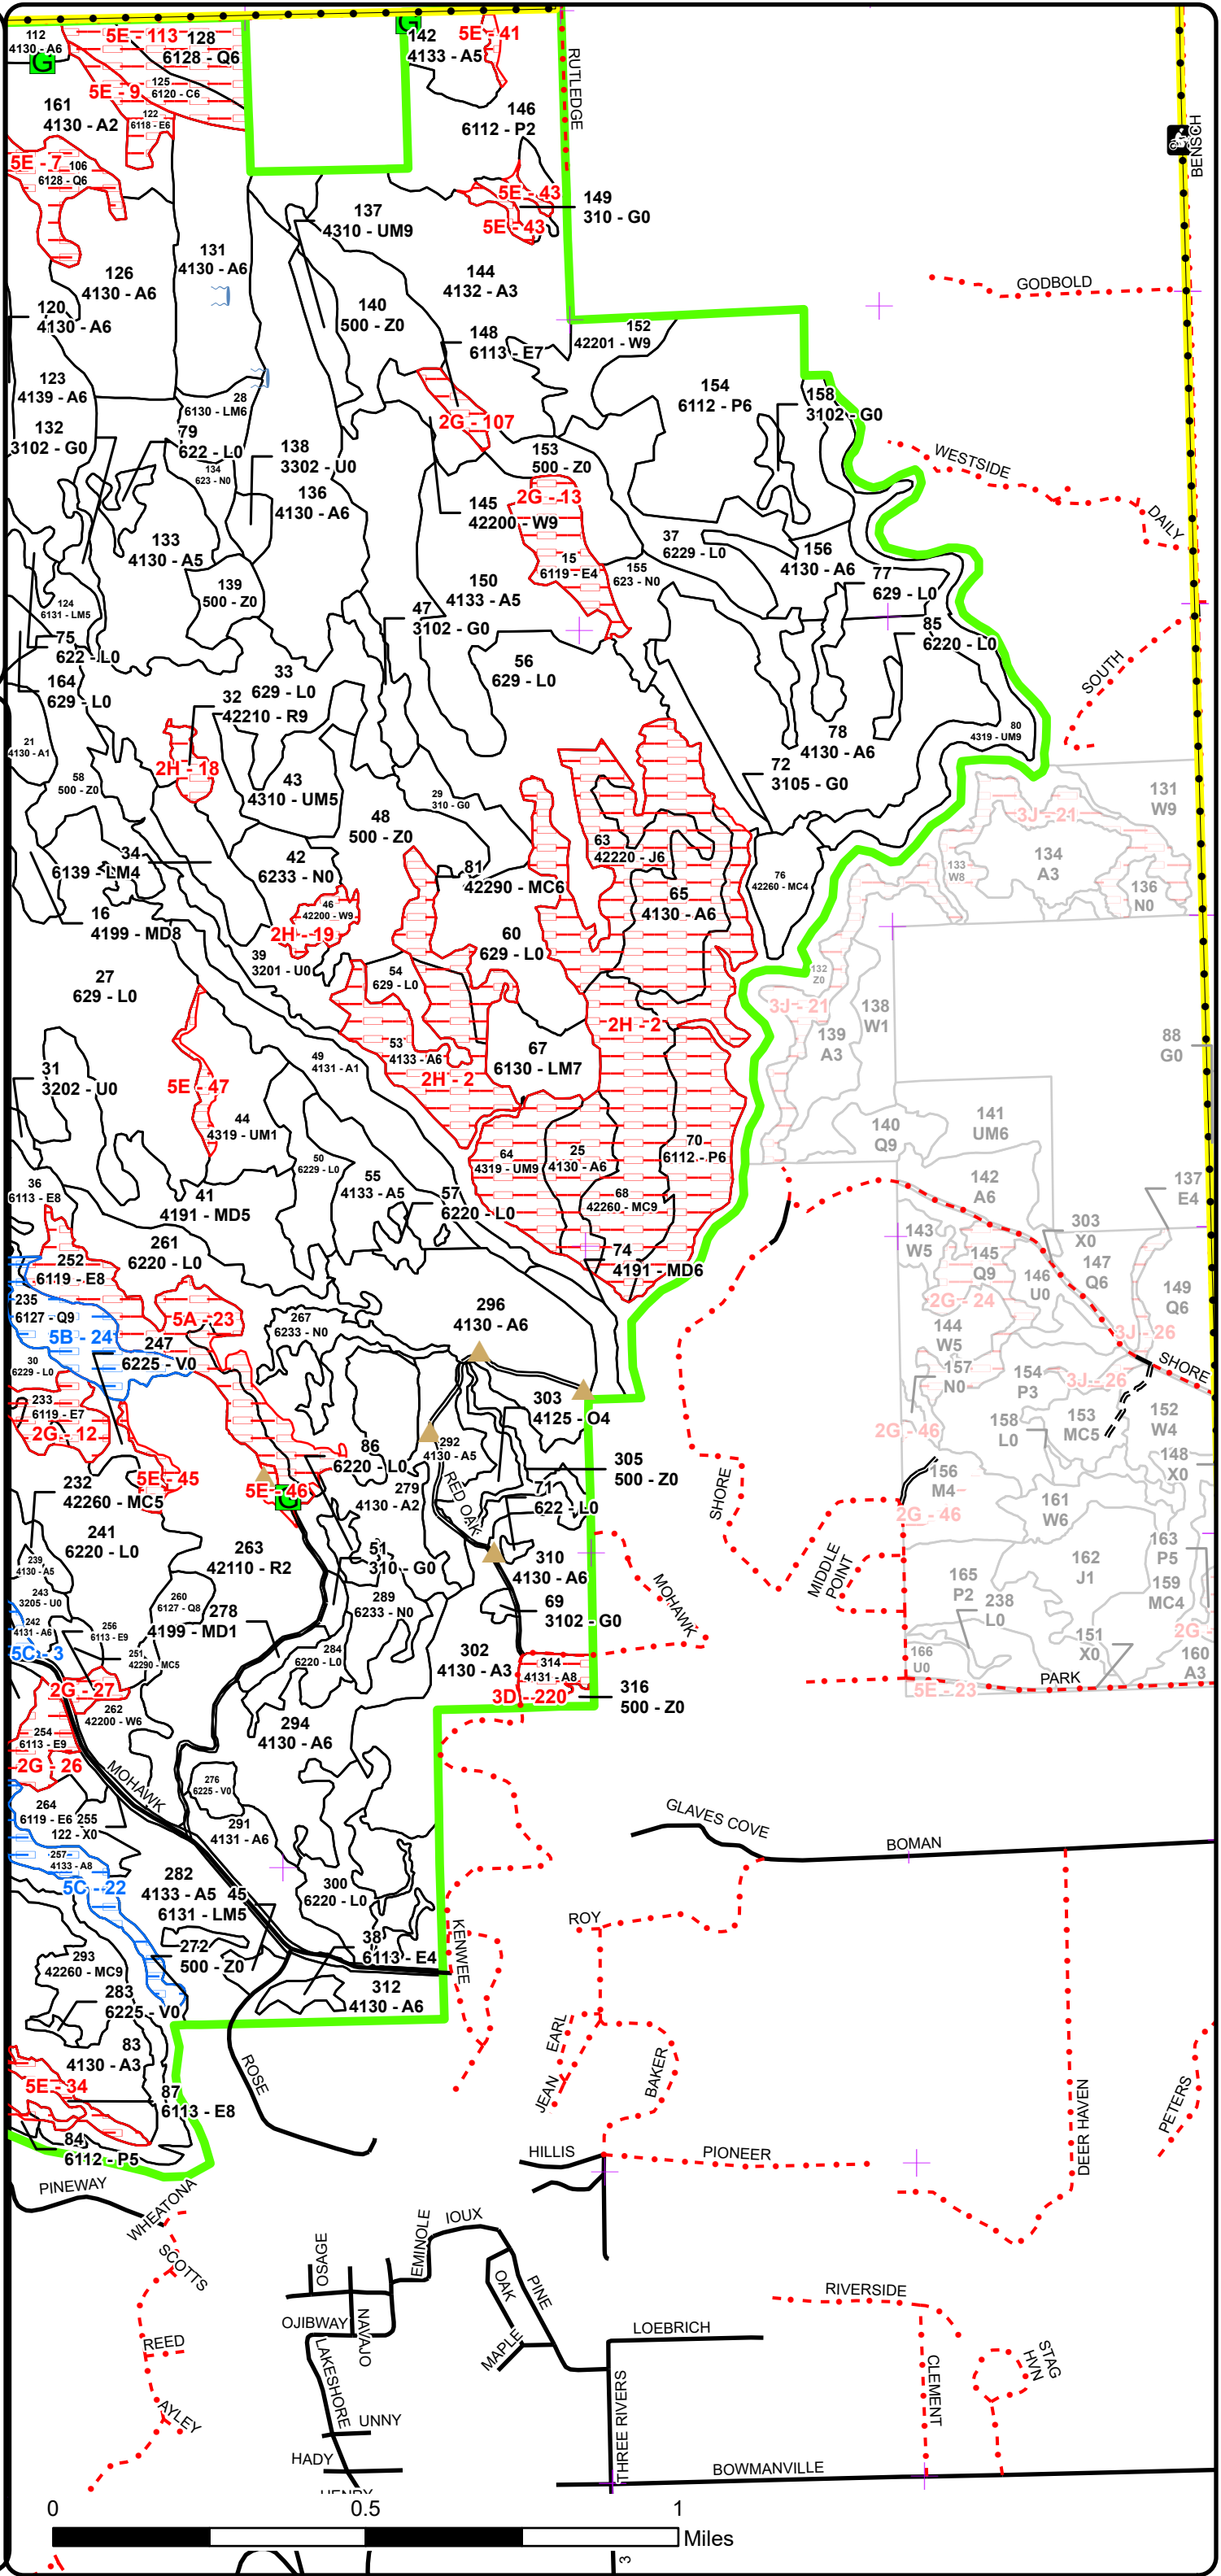 112
4130 - A6
G
5E - 113
128
6128 - Q6
G
142
4133 - A5
5E - 41
RUTLEDGE
BENSCH
5E - 9
125
6120 - C6
161
4130 - A2
122
6118 - E6
146
6112 - P2
5E - 7
106
6128 - Q6
5E - 43
149
310 - G0
5E - 43
137
4310 - UM9
131
4130 - A6
126
4130 - A6
144
4132 - A3
GODBOLD
120
4130 - A6
140
500 - Z0
148
6113 - E7
152
42201 - W9
123
4139 - A6
28
6130 - LM6
154
6112 - P6
158
3102 - G0
132
3102 - G0
79
622 - L0
2G - 107
138
3302 - U0
134
623 - N0
153
500 - Z0
WESTSIDE
136
4130 - A6
2G - 13
145
42200 - W9
DAILY
133
4130 - A5
37
6229 - L0
156
4130 - A6
15
6119 - E4
155
623 - N0
77
629 - L0
139
500 - Z0
150
4133 - A5
124
6131 - LM5
47
3102 - G0
85
6220 - L0
75
622 - L0
56
629 - L0
SOUTH
33
629 - L0
164
629 - L0
32
42210 - R9
78
4130 - A6
80
4319 - UM9
21
4130 - A1
2H - 18
58
500 - Z0
43
4310 - UM5
72
3105 - G0
131
W9
29
310 - G0
48
500 - Z0
3J - 21
63
42220 - J6
34
6139 - LM4
42
6233 - N0
81
42290 - MC6
76
42260 - MC4
133
W8
134
A3
136
N0
65
4130 - A6
46
42200 - W9
16
4199 - MD8
2H - 19
60
629 - L0
39
3201 - U0
27
629 - L0
54
629 - L0
132
Z0
3J - 21
138
W1
2H - 2
139
A3
88
G0
53
4133 - A6
67
6130 - LM7
49
4131 - A1
31
3202 - U0
5E - 47
2H - 2
44
4319 - UM1
141
UM6
140
Q9
70
6112 - P6
64
4319 - UM9
25
4130 - A6
50
6229 - L0
55
4133 - A5
36
6113 - E8
68
42260 - MC9
142
A6
137
E4
41
4191 - MD5
57
6220 - L0
303
X0
143
W5
261
6220 - L0
74
4191 - MD6
145
Q9
147
Q6
252
6119 - E8
146
U0
149
Q6
235
6127 - Q9
5A - 23
296
4130 - A6
2G - 24
5B - 24
267
6233 - N0
144
W5
3J - 26
247
6225 - V0
SHORE
30
6229 - L0
157
N0
154
P3
3J - 26
233
6119 - E7
303
4125 - O4
2G - 12
158
L0
153
MC5
152
W4
2G - 46
292
4130 - A5
86
6220 - L0
305
500 - Z0
148
X0
232
42260 - MC5
5E - 45
5E - 46
279
4130 - A2
RED OAK
71
622 - L0
SHORE
156
M4
2G - 46
161
W6
241
6220 - L0
263
42110 - R2
51
310 - G0
163
P5
239
4130 - A5
310
4130 - A6
MOHAWK
MIDDLE
POINT
162
J1
243
3205 - U0
260
6127 - Q8
278
4199 - MD1
289
6233 - N0
69
3102 - G0
165
P2
159
MC4
238
L0
242
4131 - A6
256
6113 - E9
5C - 3
251
42290 - MC5
284
6220 - L0
302
4130 - A3
151
X0
2G -
166
U0
160
A3
2G - 27
314
4131 - A8
3D - 220
316
500 - Z0
5E - 23
PARK
262
42200 - W6
254
6113 - E9
294
4130 - A6
2G - 26
MOHAWK
276
6225 - V0
264
6119 - E6
255
122 - X0
291
4131 - A6
GLAVES COVE
BOMAN
257
4133 - A8
282
4133 - A5
5C - 22
45
6131 - LM5
300
6220 - L0
ROY
KENWEE
293
42260 - MC9
272
500 - Z0
38
6113 - E4
283
6225 - V0
312
4130 - A6
EARL
83
4130 - A3
BAKER
JEAN
5E - 34
ROSE
87
6113 - E8
DEER HAVEN
PETERS
84
6112 - P5
HILLIS
PIONEER
PINEWAY
WHEATONA
IOUX
EMINOLE
OSAGE
SCOTTS
OAK
PINE
RIVERSIDE
OJIBWAY
NAVAJO
LOEBRICH
REED
MAPLE
LAKESHORE
CLEMENT
STAG
HVN
AYLEY
UNNY
THREE RIVERS
HADY
BOWMANVILLE
HENRY
0
0.5
1
Miles
3